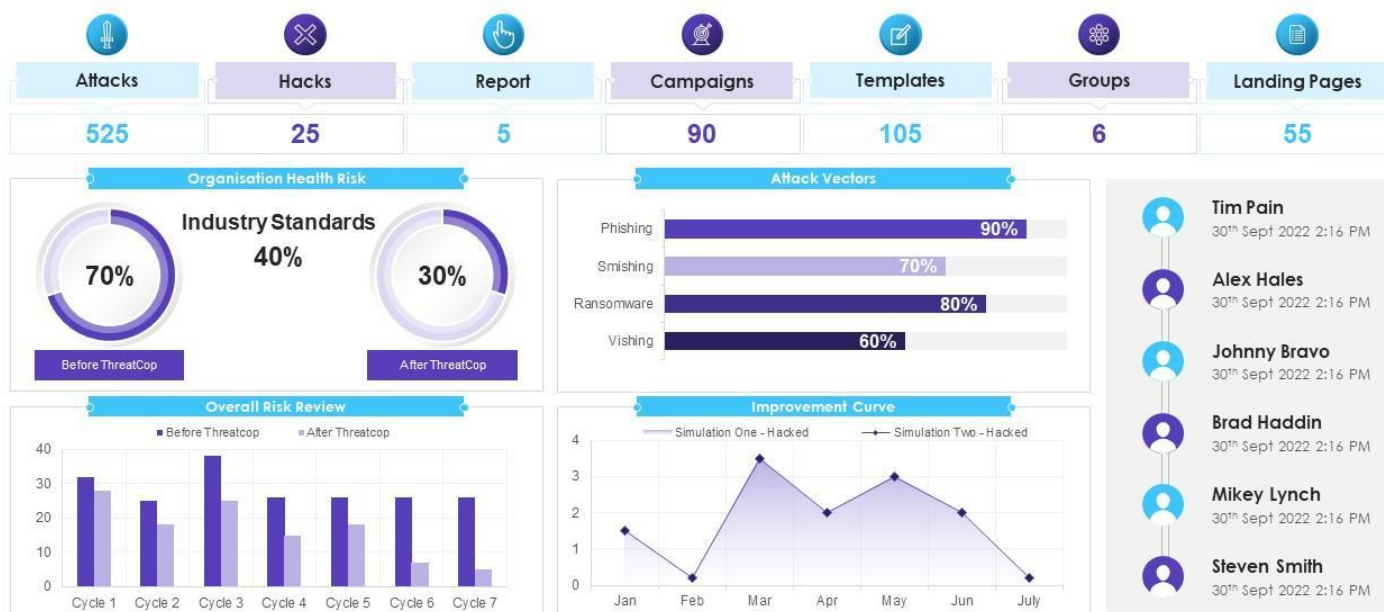 Attacks
Hacks
Report
Campaigns
Templates
Groups
Landing Pages
525
25
5
90
105
6
55
Organisation Health Risk
Industry Standards
40%
70%
30%
Before ThreatCop
After ThreatCop
Attack Vectors
Phishing
90%
Smishing
70%
Ransomware
80%
Vishing
60%
Tim Pain
30TH Sept 2022 2:16 PM
Alex Hales
30TH Sept 2022 2:16 PM
Johnny Bravo
30TH Sept 2022 2:16 PM
Brad Haddin
30TH Sept 2022 2:16 PM
Mikey Lynch
30TH Sept 2022 2:16 PM
Steven Smith
30TH Sept 2022 2:16 PM
Overall Risk Review
Before Threatcop
After Threatcop
40
30
20
10
0
Cycle 1
Cycle 2
Cycle 3
Cycle 4
Cycle 5
Cycle 6
Cycle 7
Improvement Curve
Simulation One - Hacked
Simulation Two - Hacked
4
3
2
1
0
Jan
Feb
Mar
Apr
May
Jun
July